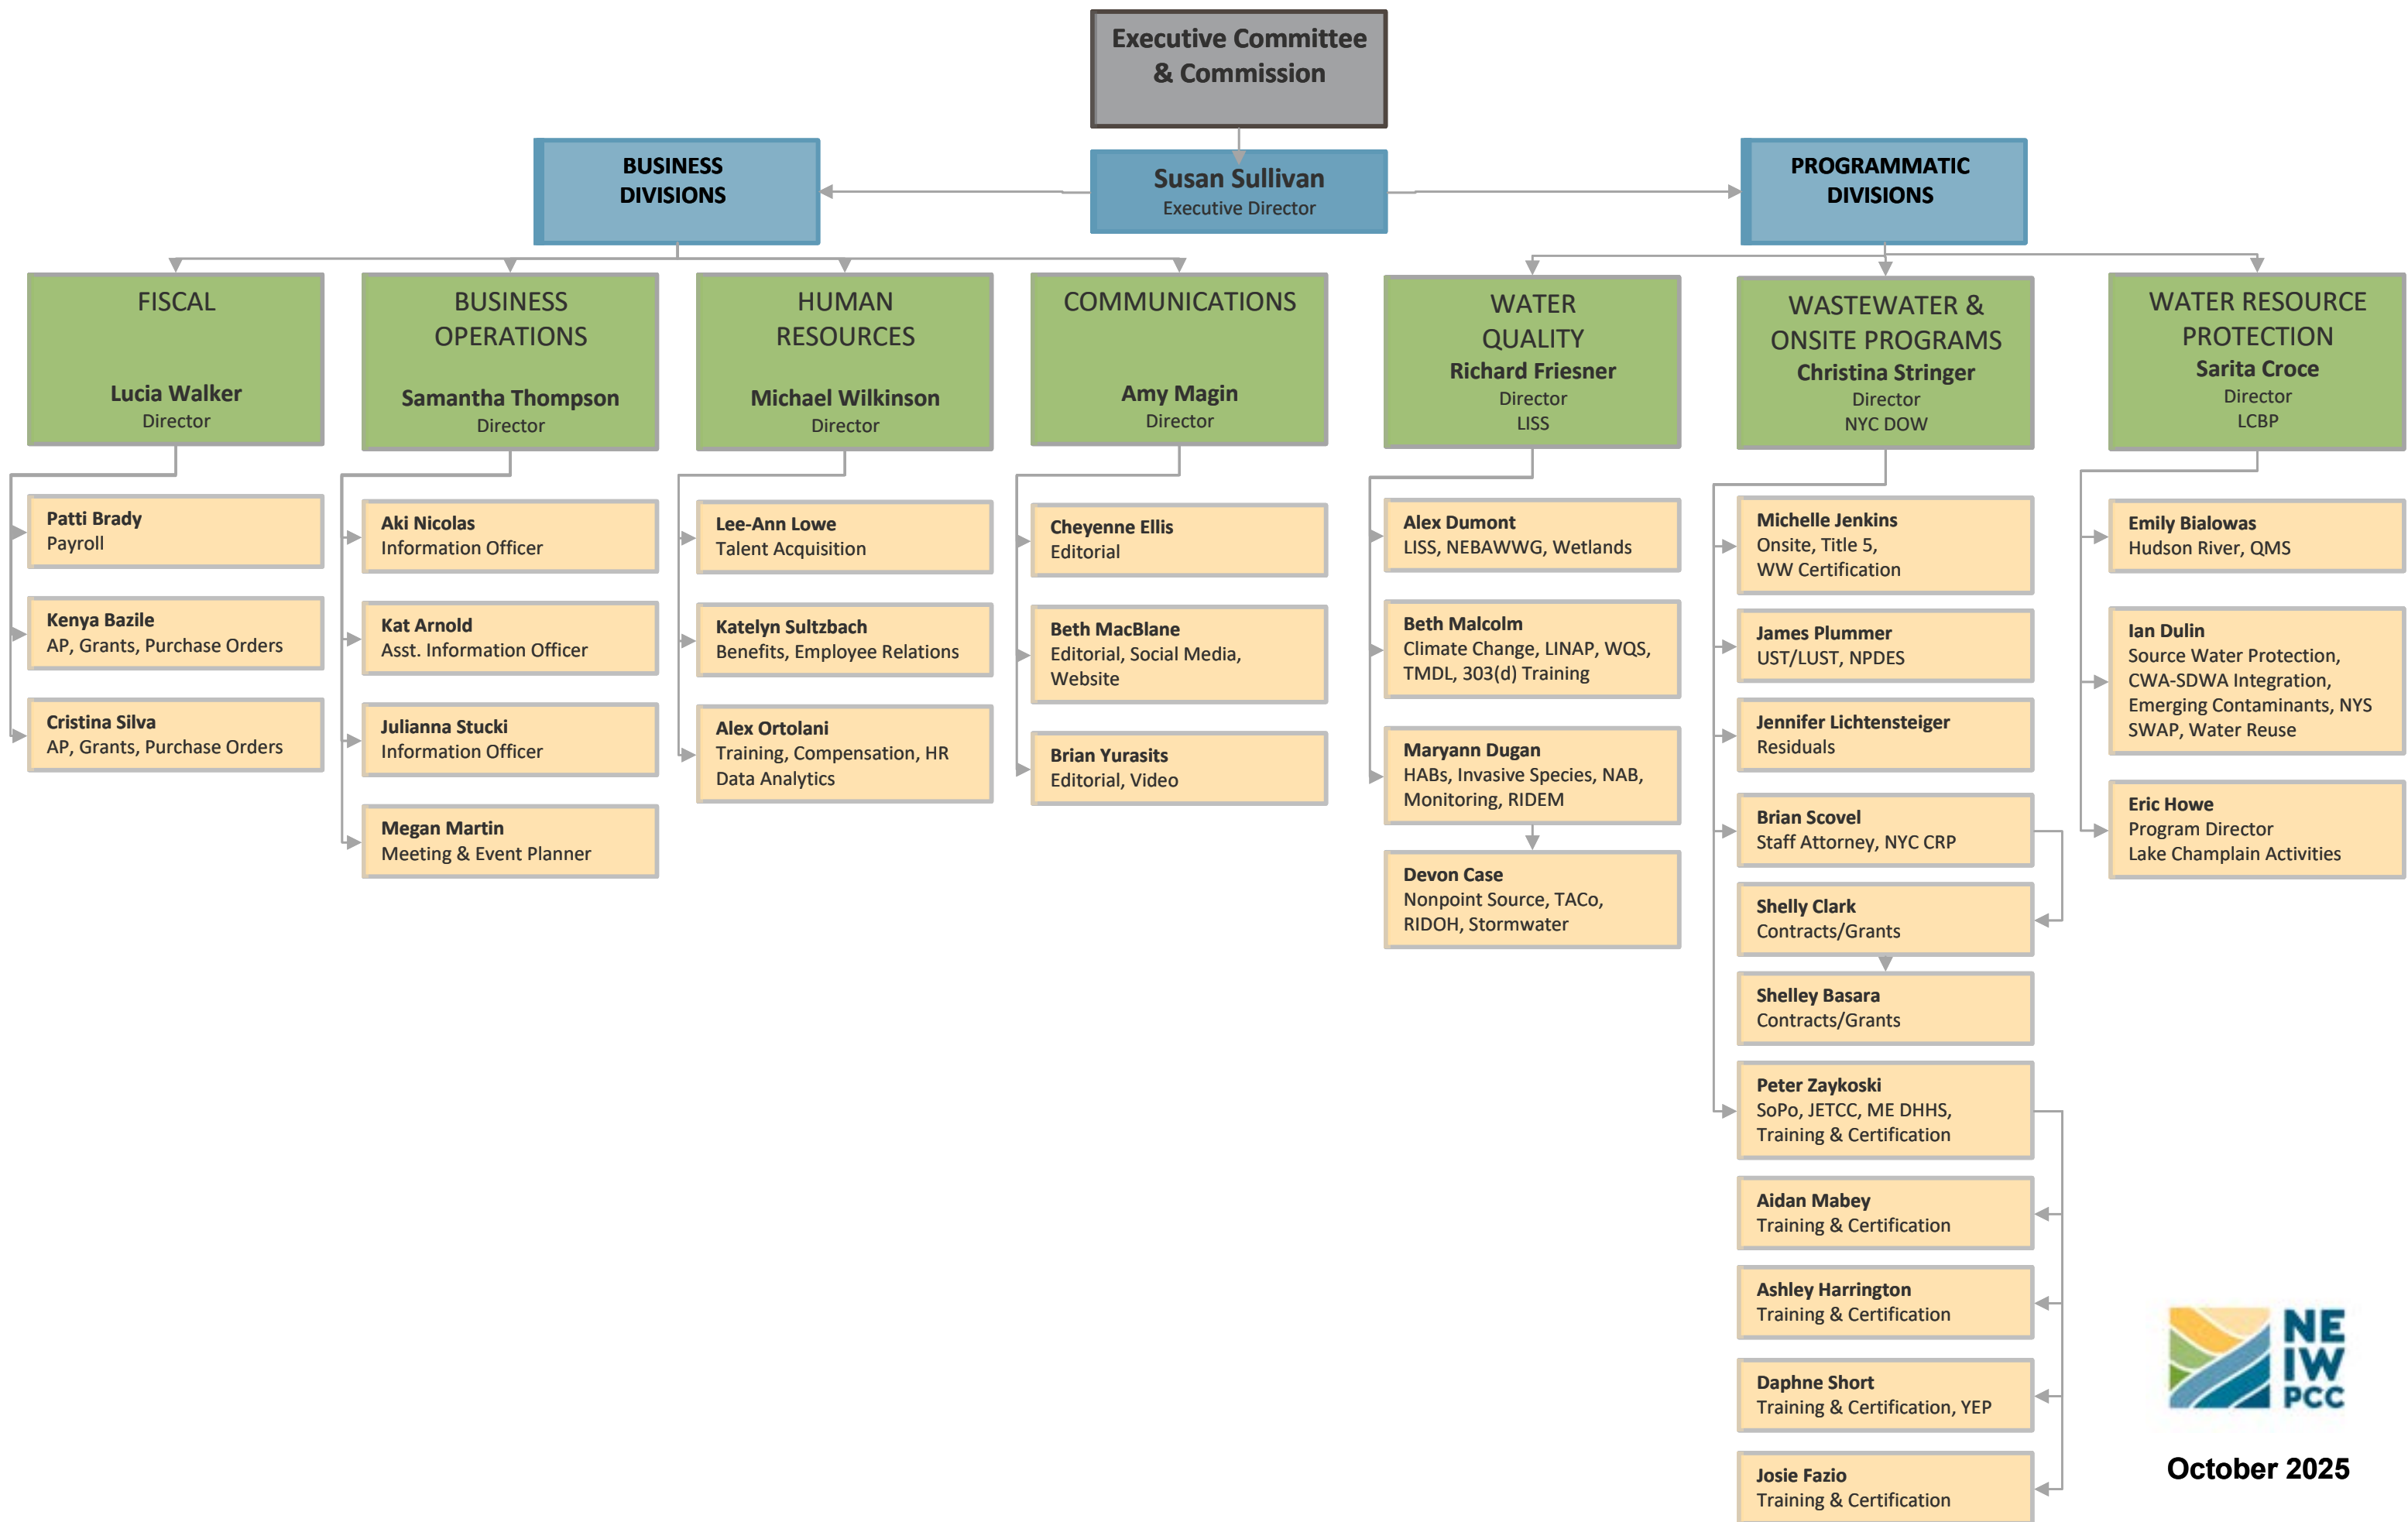 Executive Committee
& Commission
BUSINESS
DIVISIONS
Susan Sullivan
Executive Director
PROGRAMMATIC
DIVISIONS
FISCAL
Lucia Walker
Director
BUSINESS
OPERATIONS
Samantha Thompson
Director
HUMAN
RESOURCES
Michael Wilkinson
Director
COMMUNICATIONS
Amy Magin
Director
WATER
QUALITY
Richard Friesner
Director
LISS
WASTEWATER &
ONSITE PROGRAMS
Christina Stringer
Director
NYC DOW
WATER RESOURCE
PROTECTION
Sarita Croce
Director
LCBP
Patti Brady
Payroll
Kenya Bazile
AP, Grants, Purchase Orders
Cristina Silva
AP, Grants, Purchase Orders
Aki Nicolas
Information Officer
Kat Arnold
Asst. Information Officer
Julianna Stucki
Information Officer
Megan Martin
Meeting & Event Planner
Lee-Ann Lowe
Talent Acquisition
Katelyn Sultzbach
Benefits, Employee Relations
Alex Ortolani
Training, Compensation, HR
Data Analytics
Cheyenne Ellis
Editorial
Beth MacBlane
Editorial, Social Media,
Website
Brian Yurasits
Editorial, Video
Alex Dumont
LISS, NEBAWWG, Wetlands
Beth Malcolm
Climate Change, LINAP, WQS,
TMDL, 303(d) Training
Maryann Dugan
HABs, Invasive Species, NAB,
Monitoring, RIDEM
Devon Case
Nonpoint Source, TACo,
RIDOH, Stormwater
Michelle Jenkins
Onsite, Title 5,
WW Certification
James Plummer
UST/LUST, NPDES
Jennifer Lichtensteiger
Residuals
Brian Scovel
Staff Attorney, NYC CRP
Shelly Clark
Contracts/Grants
Shelley Basara
Contracts/Grants
Peter Zaykoski
SoPo, JETCC, ME DHHS,
Training & Certification
Aidan Mabey
Training & Certification
Ashley Harrington
Training & Certification
Daphne Short
Training & Certification, YEP
Josie Fazio
Training & Certification
Emily Bialowas
Hudson River, QMS
Ian Dulin
Source Water Protection,
CWA-SDWA Integration,
Emerging Contaminants, NYS
SWAP, Water Reuse
Eric Howe
Program Director
Lake Champlain Activities
NE
IW
PCC
October 2025